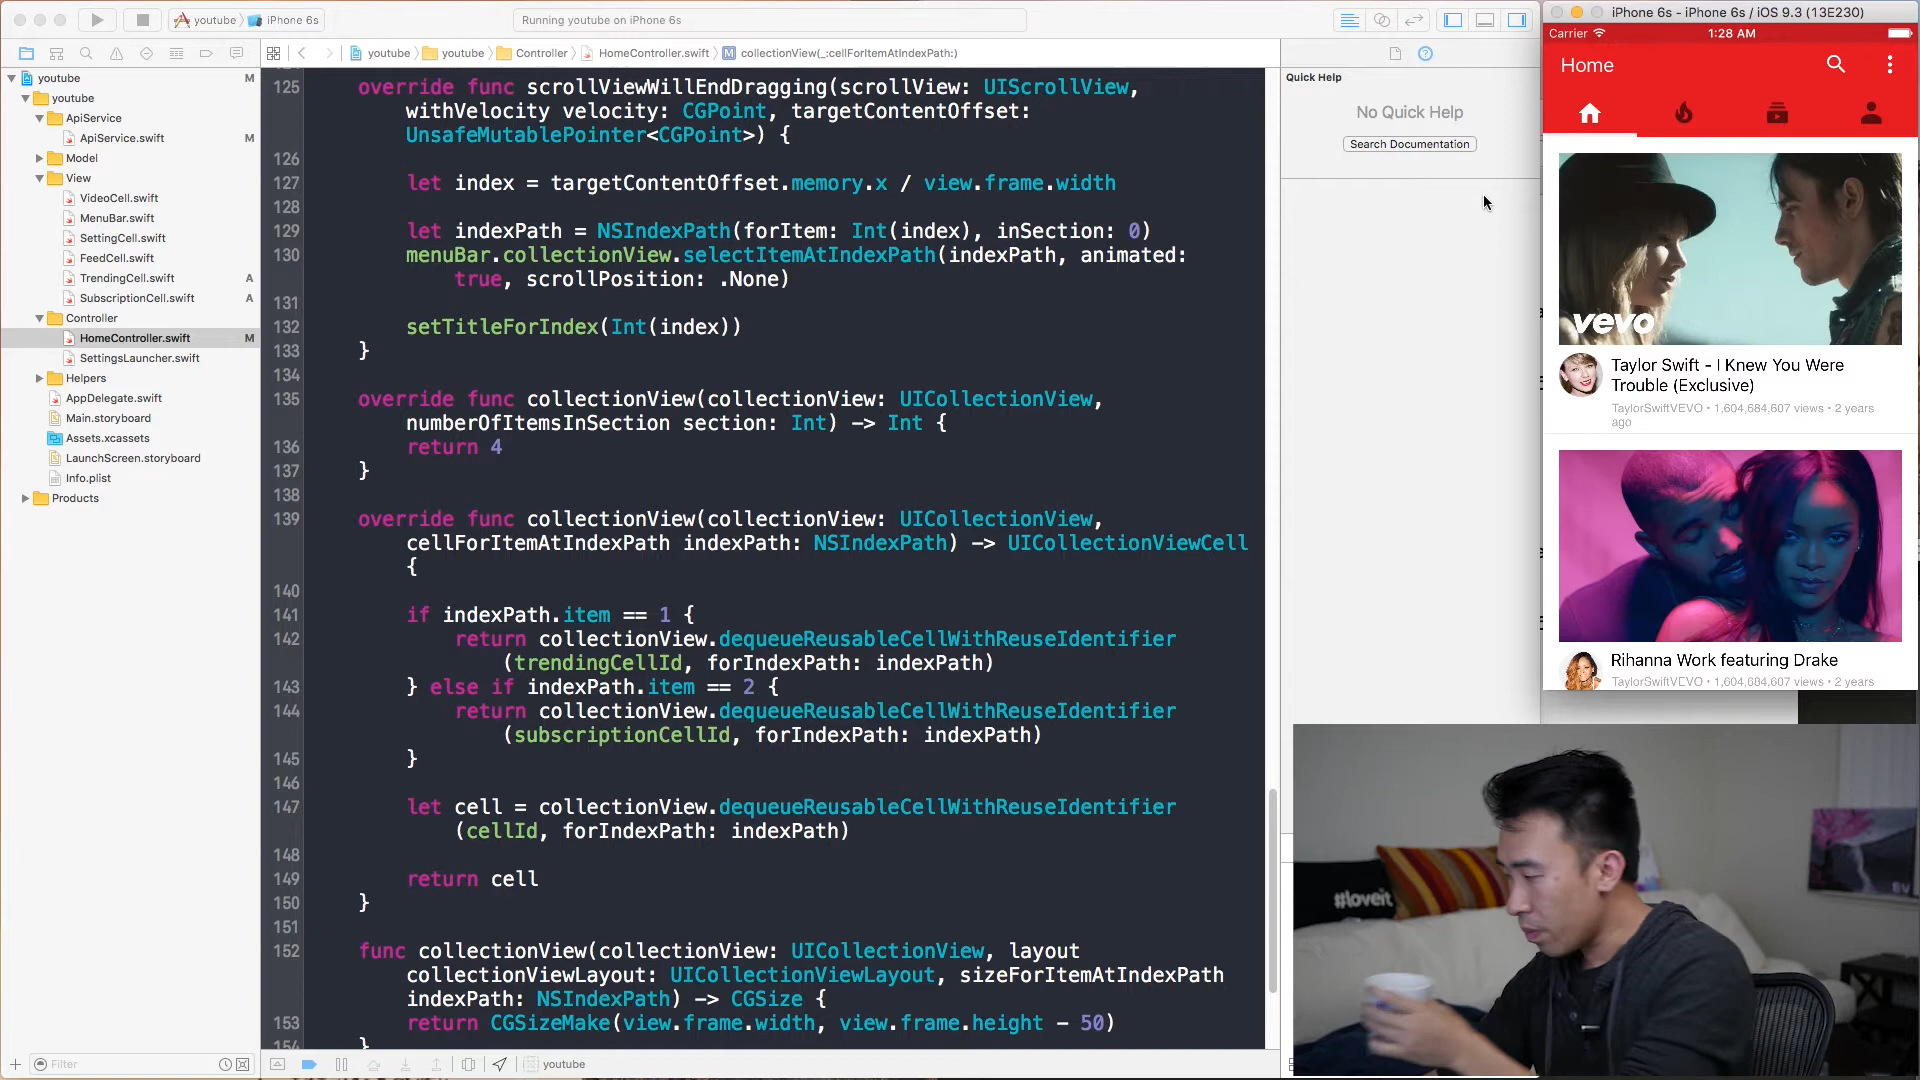 youtube
iPhone 6s
Running youtube on iPhone 6s
iPhone 6s - iPhone 6s / iOS 9.3 (13E230)
youtube
youtube
Controller
HomeController.swift
M
collectionView(_:cellForItemAtIndexPath:)
youtube
M
youtube
ApiService
ApiService.swift
M
Model
View
VideoCell.swift
MenuBar.swift
SettingCell.swift
FeedCell.swift
TrendingCell.swift
A
SubscriptionCell.swift
A
Controller
HomeController.swift
M
SettingsLauncher.swift
Helpers
AppDelegate.swift
Main.storyboard
Assets.xcassets
LaunchScreen.storyboard
Info.plist
Products
Filter
125 override func scrollViewWillEndDragging(scrollView: UIScrollView,
withVelocity velocity: CGPoint, targetContentOffset:
UnsafeMutablePointer<CGPoint>) {
126
127 let index = targetContentOffset.memory.x / view.frame.width
128
129 let indexPath = NSIndexPath(forItem: Int(index), inSection: 0)
130 menuBar.collectionView.selectItemAtIndexPath(indexPath, animated:
true, scrollPosition: .None)
131
132 setTitleForIndex(Int(index))
133 }
134
135 override func collectionView(collectionView: UICollectionView,
numberOfItemsInSection section: Int) -> Int {
136 return 4
137 }
138
139 override func collectionView(collectionView: UICollectionView,
cellForItemAtIndexPath indexPath: NSIndexPath) -> UICollectionViewCell
{
140
141 if indexPath.item == 1 {
142 return collectionView.dequeueReusableCellWithReuseIdentifier
(trendingCellId, forIndexPath: indexPath)
143 } else if indexPath.item == 2 {
144 return collectionView.dequeueReusableCellWithReuseIdentifier
(subscriptionCellId, forIndexPath: indexPath)
145 }
146
147 let cell = collectionView.dequeueReusableCellWithReuseIdentifier
(cellId, forIndexPath: indexPath)
148
149 return cell
150 }
151
152 func collectionView(collectionView: UICollectionView, layout
collectionViewLayout: UICollectionViewLayout, sizeForItemAtIndexPath
indexPath: NSIndexPath) -> CGSize {
153 return CGSizeMake(view.frame.width, view.frame.height - 50)
154 }
youtube
Quick Help
No Quick Help
Search Documentation
Carrier
1:28 AM
Home
vevo
Taylor Swift - I Knew You Were
Trouble (Exclusive)
TaylorSwiftVEVO • 1,604,684,607 views • 2 years
ago
Rihanna Work featuring Drake
TaylorSwiftVEVO • 1,604,684,607 views • 2 years
#loveit